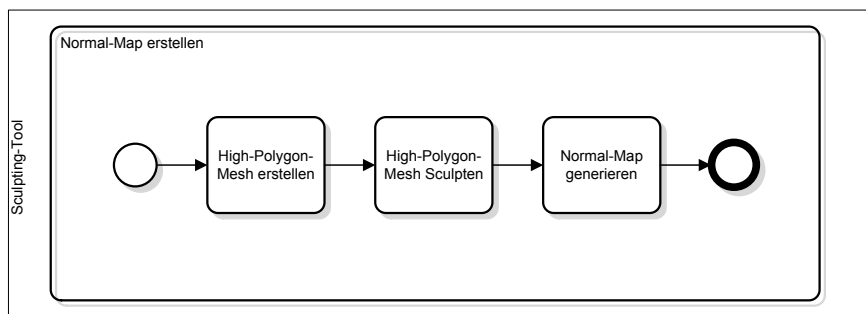 Normal-Map erstellen
Sculpting-Tool
High-Polygon-
Mesh erstellen
High-Polygon-
Mesh Sculpten
Normal-Map
generieren